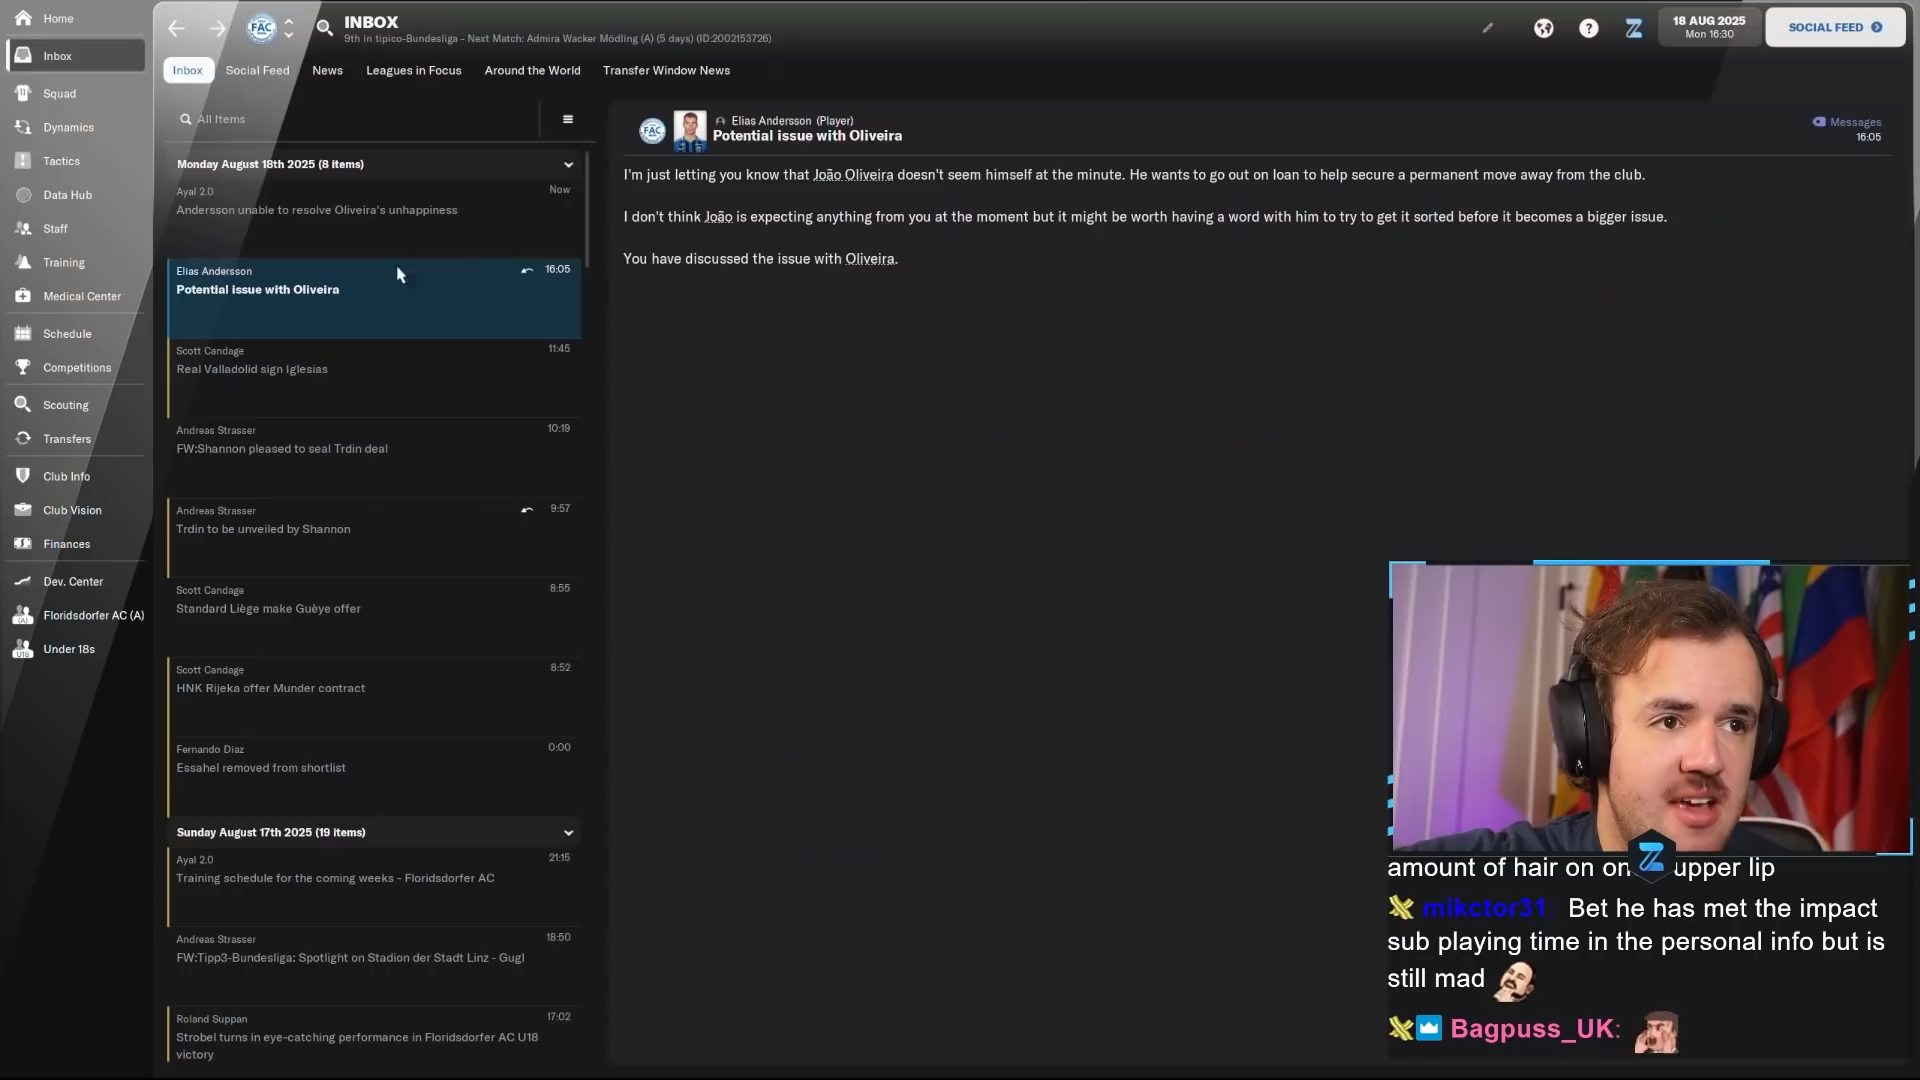 Home
Inbox
Squad
Dynamics
Tactics
Data Hub
Staff
Training
Medical Center
Schedule
Competitions
Scouting
Transfers
Club Info
Club Vision
Finances
Dev. Center
Floridsdorfer AC (A)
Under 18s
FAC
INBOX
9th in tipico-Bundesliga - Next Match: Admira Wacker Mödling (A) (5 days) (ID:2002153726)
18 AUG 2025
Mon 16:30
SOCIAL FEED
Inbox
Social Feed
News
Leagues in Focus
Around the World
Transfer Window News
All Items
Monday August 18th 2025 (8 items)
Ayal 2.0
Now
Andersson unable to resolve Oliveira's unhappiness
Elias Andersson
16:05
Potential issue with Oliveira
Scott Candage
11:45
Real Valladolid sign Iglesias
Andreas Strasser
10:19
FW:Shannon pleased to seal Trdin deal
Andreas Strasser
9:57
Trdin to be unveiled by Shannon
Scott Candage
8:55
Standard Liège make Guèye offer
Scott Candage
8:52
HNK Rijeka offer Munder contract
Fernando Díaz
0:00
Essahel removed from shortlist
Sunday August 17th 2025 (19 items)
Ayal 2.0
21:15
Training schedule for the coming weeks - Floridsdorfer AC
Andreas Strasser
18:50
FW:Tipp3-Bundesliga: Spotlight on Stadion der Stadt Linz - Gugl
Roland Suppan
17:02
Strobel turns in eye-catching performance in Floridsdorfer AC U18
victory
FAC
Elias Andersson (Player)
Potential issue with Oliveira
Messages
16:05
I'm just letting you know that João Oliveira doesn't seem himself at the minute. He wants to go out on loan to help secure a permanent move away from the club.
I don't think João is expecting anything from you at the moment but it might be worth having a word with him to try to get it sorted before it becomes a bigger issue.
You have discussed the issue with Oliveira.
amount of hair on on upper lip
mikctor31: Bet he has met the impact
sub playing time in the personal info but is
still mad
Bagpuss_UK: